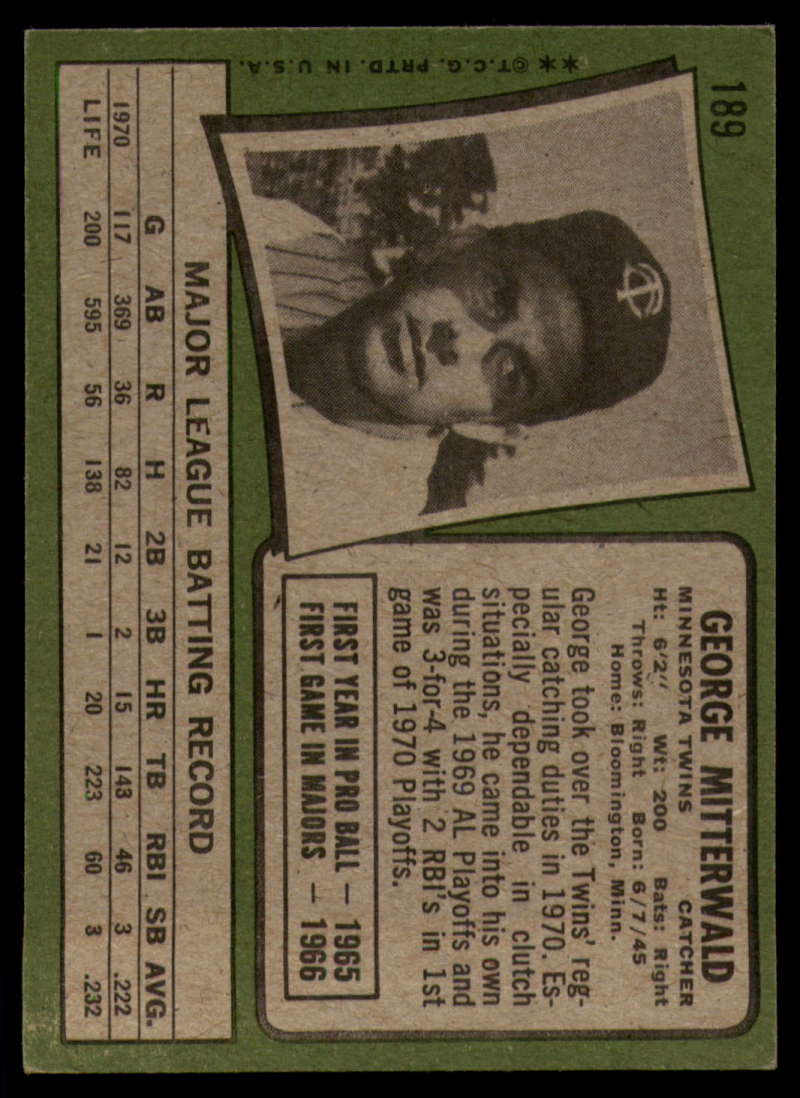 189
GEORGE MITTERWALD
MINNESOTA TWINS CATCHER
Ht: 6'2" Wt: 200 Bats: Right
Throws: Right Born: 6/7/45
Home: Bloomington, Minn.
George took over the Twins' reg-
ular catching duties in 1970. Es-
pecially dependable in clutch
situations, he came into his own
during the 1969 AL Playoffs and
was 3-for-4 with 2 RBI's in 1st
game of 1970 Playoffs.
FIRST YEAR IN PRO BALL — 1965
FIRST GAME IN MAJORS — 1966
TC
MAJOR LEAGUE BATTING RECORD
G AB R H 2B 3B HR TB RBI SB AVG.
1970 117 369 36 82 12 2 15 143 46 3 .222
LIFE 200 595 56 138 21 1 20 223 60 3 .232
**©T.C.G. PRTD. IN U.S.A.